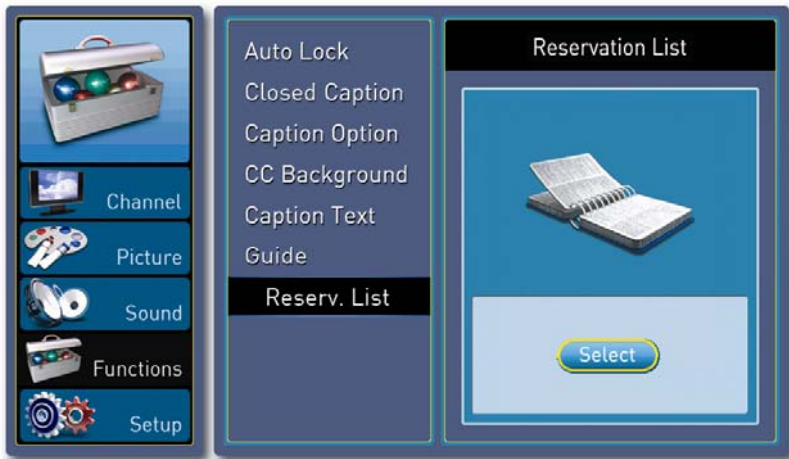 Channel
Picture
Sound
Functions
Setup
Auto Lock
Closed Caption
Caption Option
CC Background
Caption Text
Guide
Reserv. List
Reservation List
Select